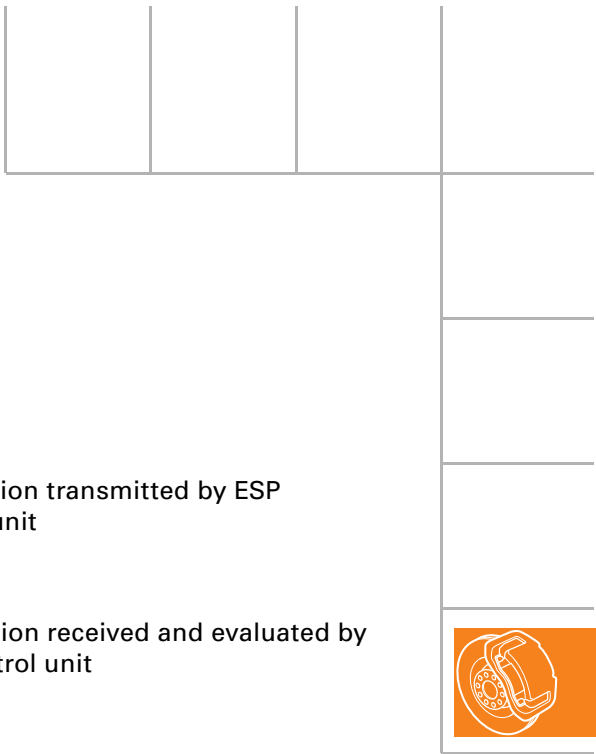 ion transmitted by ESP
unit
ion received and evaluated by
trol unit